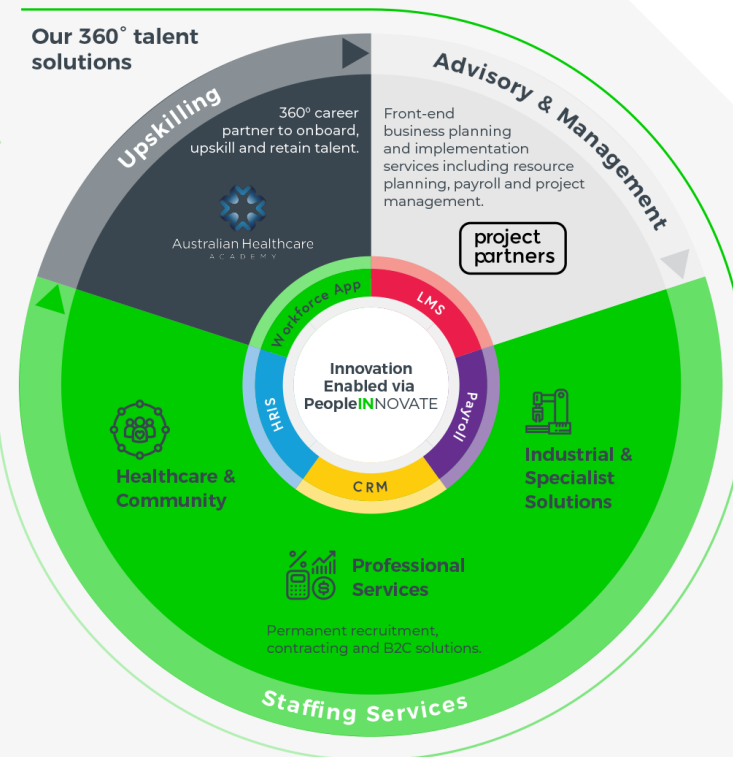 Our 360° talent
solutions
Upskilling
360º career
partner to onboard,
upskill and retain talent.
Australian Healthcare
ACADEMY
Advisory & Management
Front-end
business planning
and implementation
services including resource
planning, payroll and project
management.
project
partners
Workforce App
LMS
Payroll
CRM
HRIS
Innovation
Enabled via
PeopleINNOVATE
Healthcare &
Community
Industrial &
Specialist
Solutions
Professional
Services
Permanent recruitment,
contracting and B2C solutions.
Staffing Services